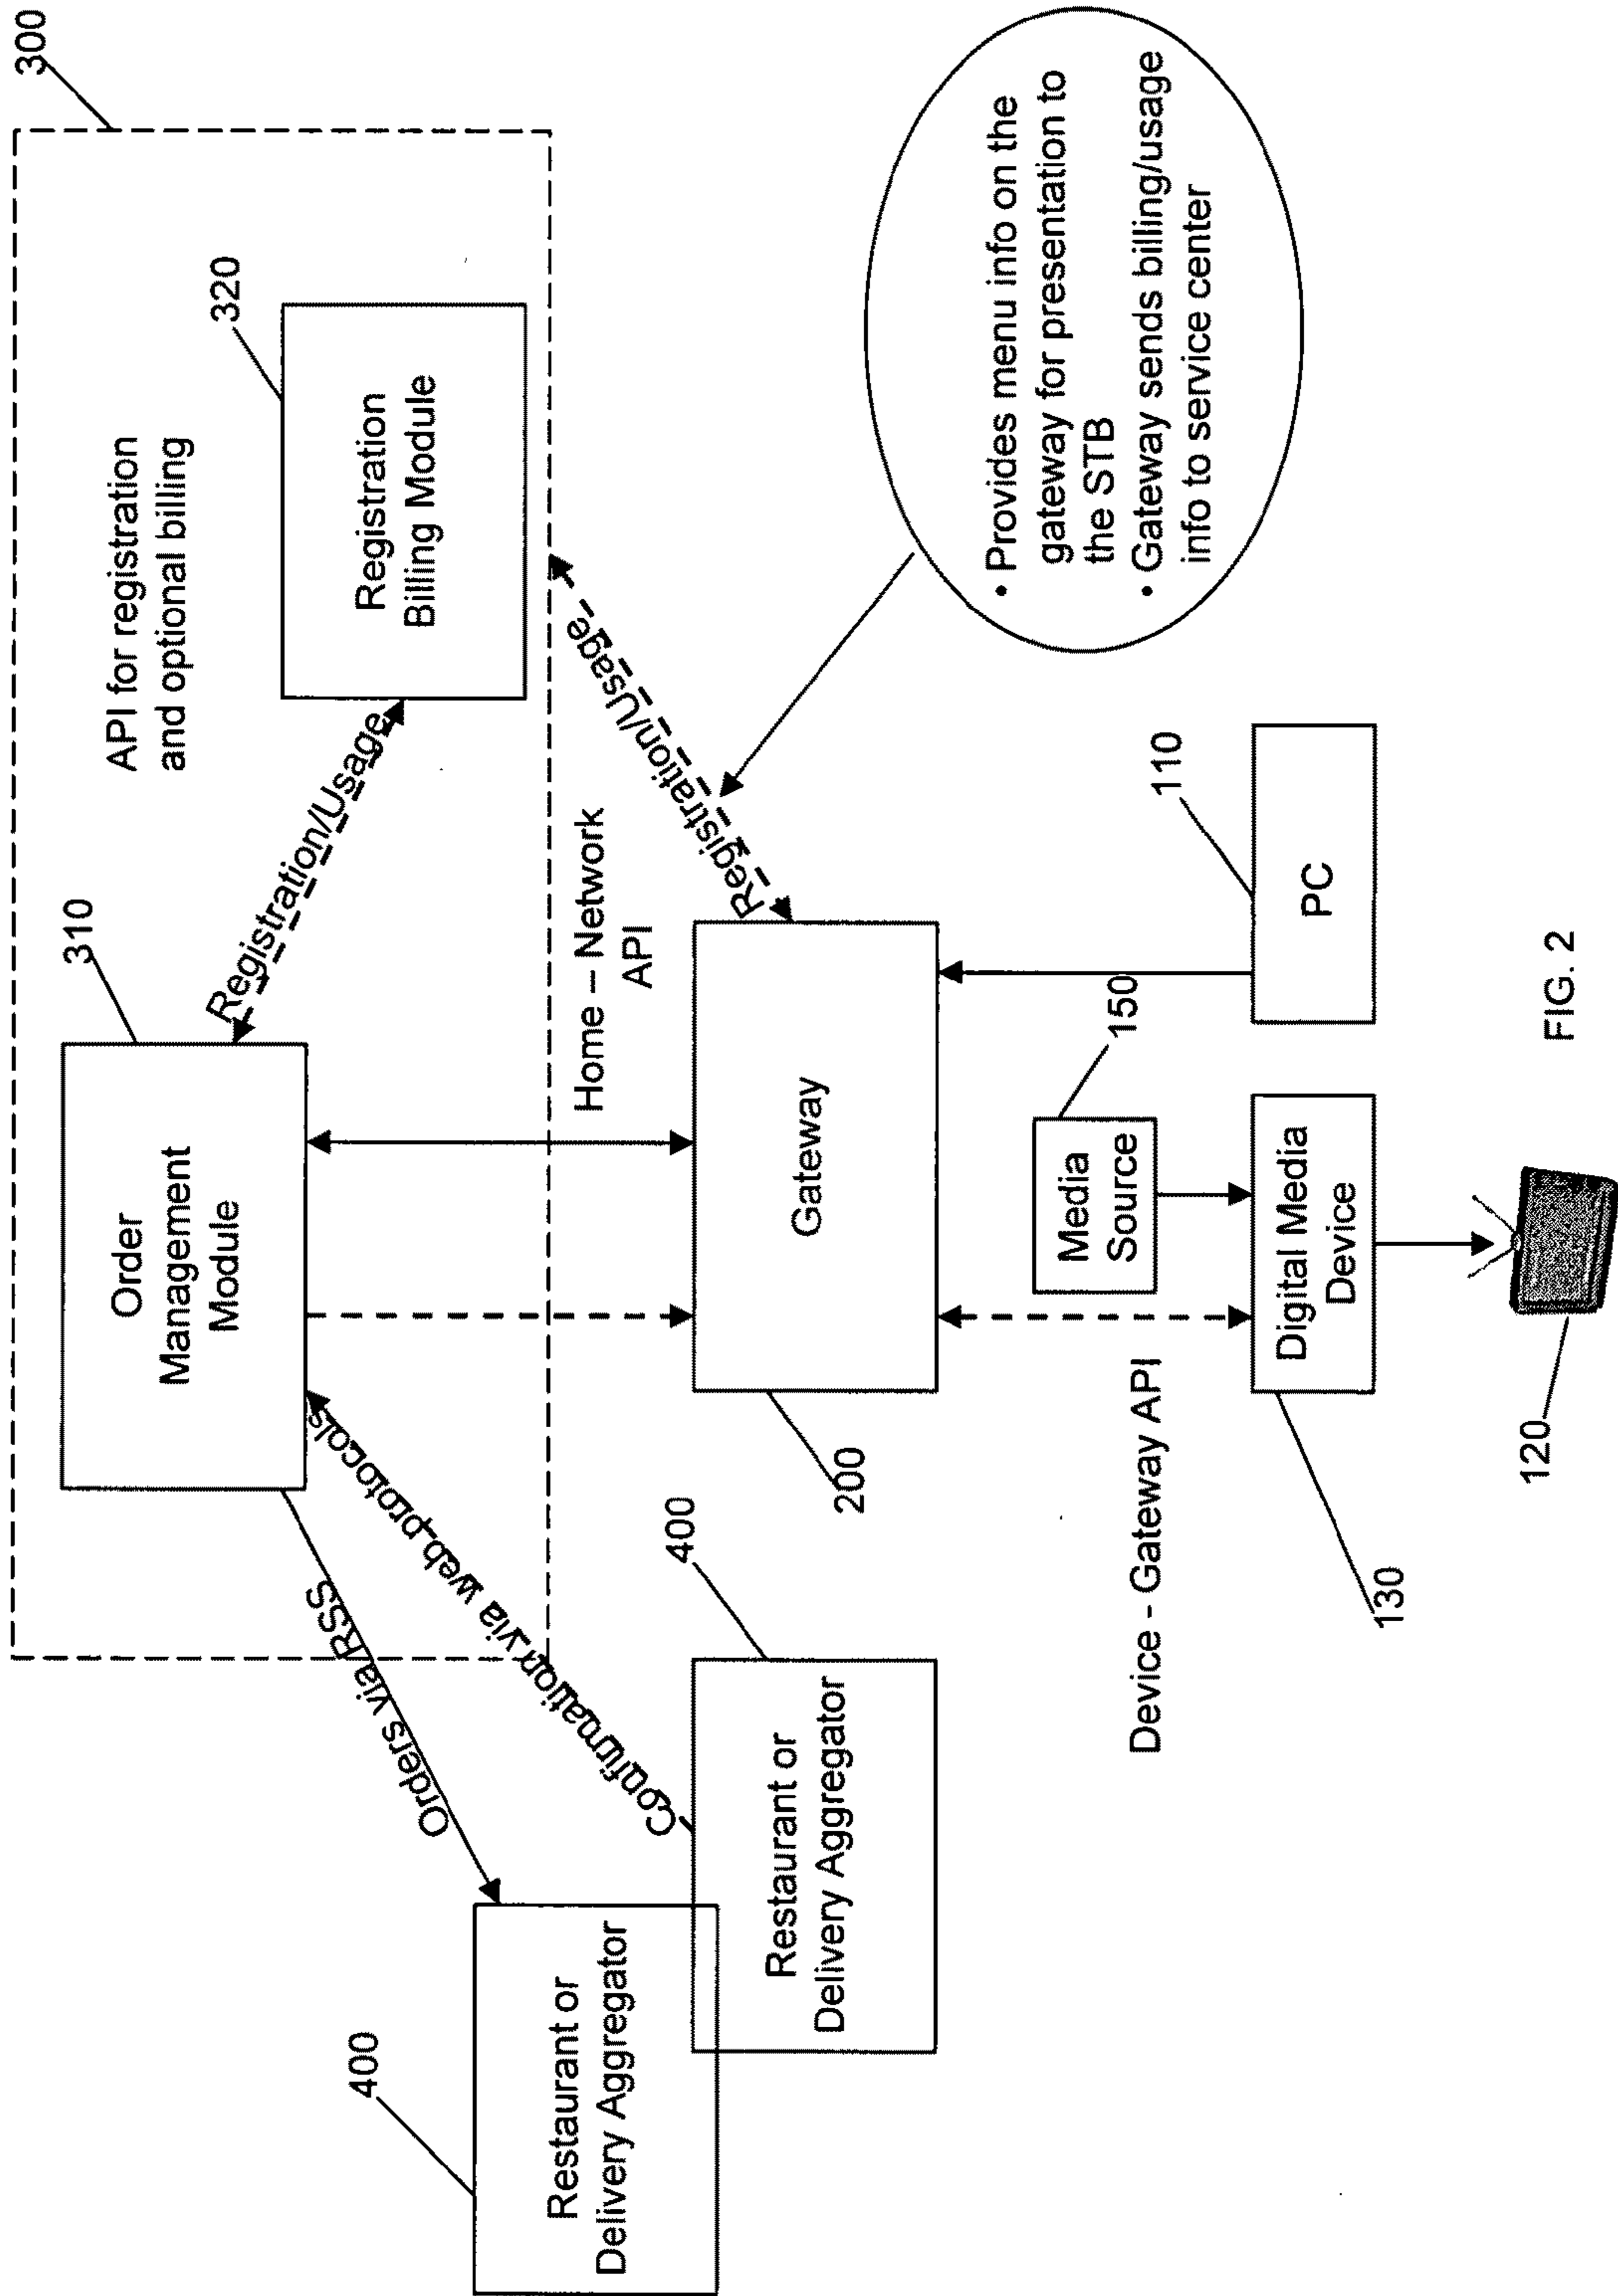 300
310
320
API for registration
and optional billing
Order
Management
Module
Registration/Usage
Registration
Billing Module
Orders via RSS
Confirmation via web protocols
Home – Network
API
Registration/Usage
400
Restaurant or
Delivery Aggregator
400
Restaurant or
Delivery Aggregator
200
Gateway
• Provides menu info on the
gateway for presentation to
the STB
• Gateway sends billing/usage
info to service center
Device - Gateway API
Media
Source
150
110
130
Digital Media
Device
PC
120
FIG. 2